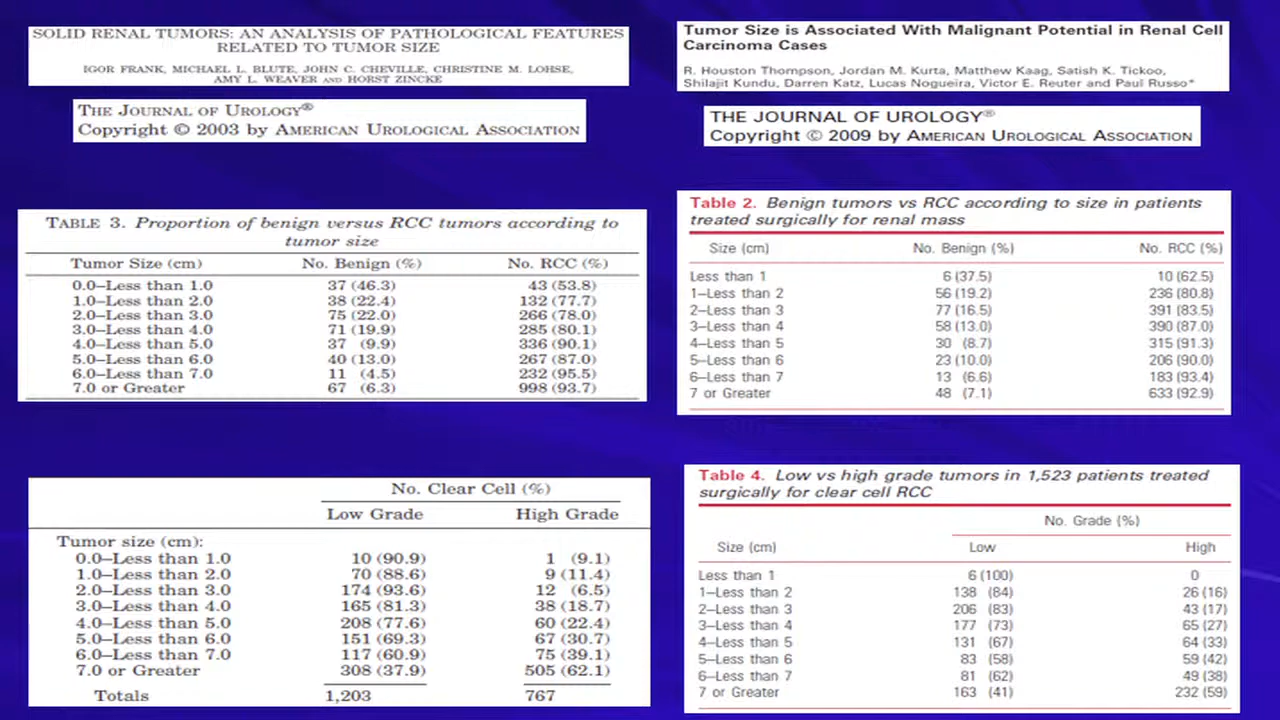 SOLID RENAL TUMORS: AN ANALYSIS OF PATHOLOGICAL FEATURES
RELATED TO TUMOR SIZE
IGOR FRANK, MICHAEL L. BLUTE, JOHN C. CHEVILLE, CHRISTINE M. LOHSE,
AMY L. WEAVER AND HORST ZINCKE
THE JOURNAL OF UROLOGY®
Copyright © 2003 by AMERICAN UROLOGICAL ASSOCIATION
Tumor Size is Associated With Malignant Potential in Renal Cell
Carcinoma Cases
R. Houston Thompson, Jordan M. Kurta, Matthew Kaag, Satish K. Tickoo,
Shilajit Kundu, Darren Katz, Lucas Nogueira, Victor E. Reuter and Paul Russo*
THE JOURNAL OF UROLOGY®
Copyright © 2009 by AMERICAN UROLOGICAL ASSOCIATION
TABLE 3. Proportion of benign versus RCC tumors according to
tumor size
Tumor Size (cm) No. Benign (%) No. RCC (%)
0.0–Less than 1.0 37 (46.3) 43 (53.8)
1.0–Less than 2.0 38 (22.4) 132 (77.7)
2.0–Less than 3.0 75 (22.0) 266 (78.0)
3.0–Less than 4.0 71 (19.9) 285 (80.1)
4.0–Less than 5.0 37 (9.9) 336 (90.1)
5.0–Less than 6.0 40 (13.0) 267 (87.0)
6.0–Less than 7.0 11 (4.5) 232 (95.5)
7.0 or Greater 67 (6.3) 998 (93.7)
Table 2. Benign tumors vs RCC according to size in patients
treated surgically for renal mass
Size (cm) No. Benign (%) No. RCC (%)
Less than 1 6 (37.5) 10 (62.5)
1–Less than 2 56 (19.2) 236 (80.8)
2–Less than 3 77 (16.5) 391 (83.5)
3–Less than 4 58 (13.0) 390 (87.0)
4–Less than 5 30 (8.7) 315 (91.3)
5–Less than 6 23 (10.0) 206 (90.0)
6–Less than 7 13 (6.6) 183 (93.4)
7 or Greater 48 (7.1) 633 (92.9)
No. Clear Cell (%)
Low Grade High Grade
Tumor size (cm):
0.0–Less than 1.0 10 (90.9) 1 (9.1)
1.0–Less than 2.0 70 (88.6) 9 (11.4)
2.0–Less than 3.0 174 (93.6) 12 (6.5)
3.0–Less than 4.0 165 (81.3) 38 (18.7)
4.0–Less than 5.0 208 (77.6) 60 (22.4)
5.0–Less than 6.0 151 (69.3) 67 (30.7)
6.0–Less than 7.0 117 (60.9) 75 (39.1)
7.0 or Greater 308 (37.9) 505 (62.1)
Totals 1,203 767
Table 4. Low vs high grade tumors in 1,523 patients treated
surgically for clear cell RCC
No. Grade (%)
Size (cm) Low High
Less than 1 6 (100) 0
1–Less than 2 138 (84) 26 (16)
2–Less than 3 206 (83) 43 (17)
3–Less than 4 177 (73) 65 (27)
4–Less than 5 131 (67) 64 (33)
5–Less than 6 83 (58) 59 (42)
6–Less than 7 81 (62) 49 (38)
7 or Greater 163 (41) 232 (59)